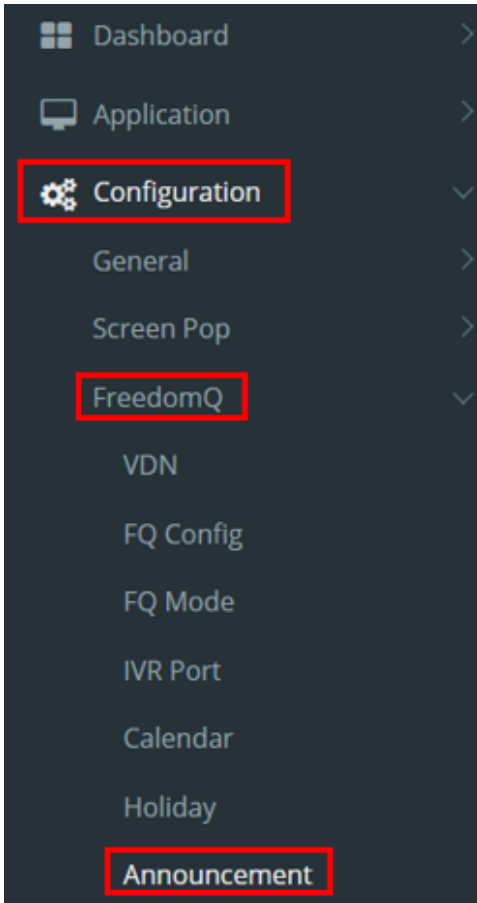 Dashboard
Application
Configuration
General
Screen Pop
FreedomQ
VDN
FQ Config
FQ Mode
IVR Port
Calendar
Holiday
Announcement